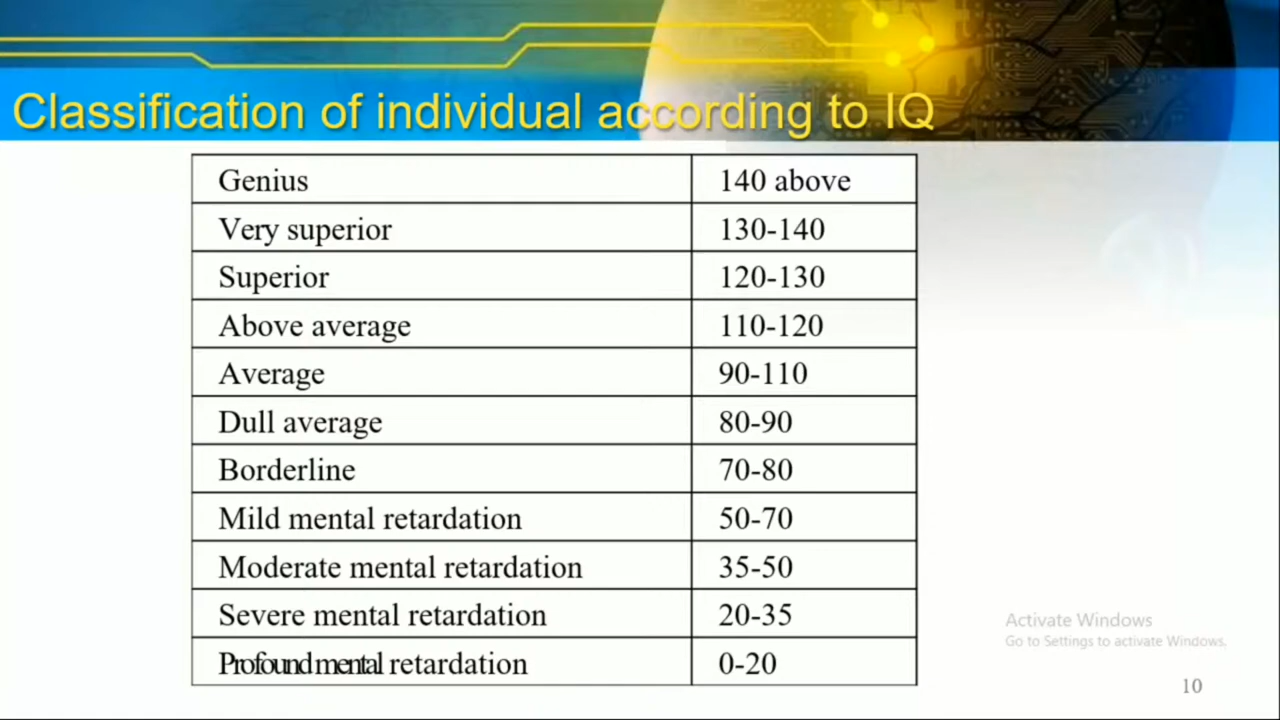 Classification of individual according to IQ
Genius 140 above
Very superior 130-140
Superior 120-130
Above average 110-120
Average 90-110
Dull average 80-90
Borderline 70-80
Mild mental retardation 50-70
Moderate mental retardation 35-50
Severe mental retardation 20-35
Profound mental retardation 0-20
Activate Windows
Go to Settings to activate Windows.
10